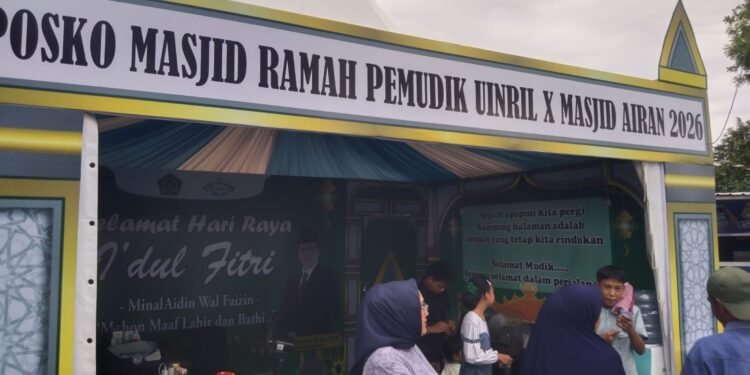 POSKO MASJID RAMAH PEMUDIK UINRIL X MASJID AIRAN 2026
Selamat Hari Raya
I'dul Fitri
- MinalAidin Wal Faizin -
Mohon Maaf Lahir dan Bathin
"Sejauh apapun kita pergi
Kampung halaman adalah
tempat yang tetap kita rindukan
Selamat Mudik.....
Semoga selamat dalam perjalanan